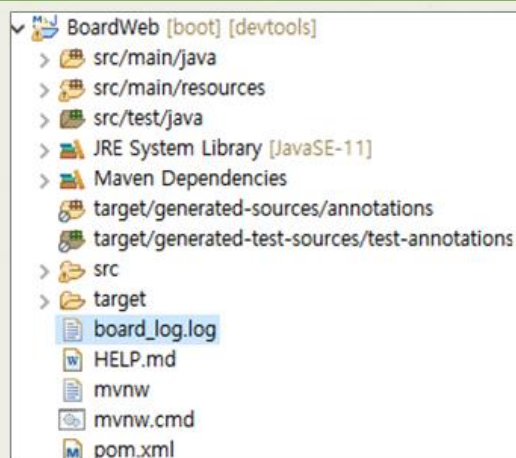 BoardWeb [boot] [devtools]
src/main/java
src/main/resources
src/test/java
JRE System Library [JavaSE-11]
Maven Dependencies
target/generated-sources/annotations
target/generated-test-sources/test-annotations
src
target
board_log.log
HELP.md
mvnw
mvnw.cmd
pom.xml